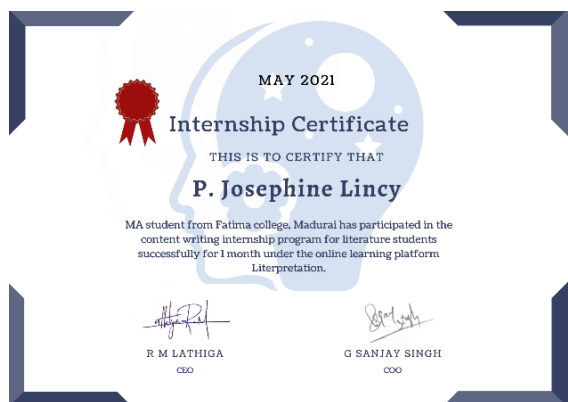 MAY 2021
Internship Certificate
THIS IS TO CERTIFY THAT
P. Josephine Lincy
MA student from Fatima college, Madurai has participated in the
content writing internship program for literature students
successfully for 1 month under the online learning platform
Literpretation.
R M LATHIGA
G SANJAY SINGH
CEO
COO